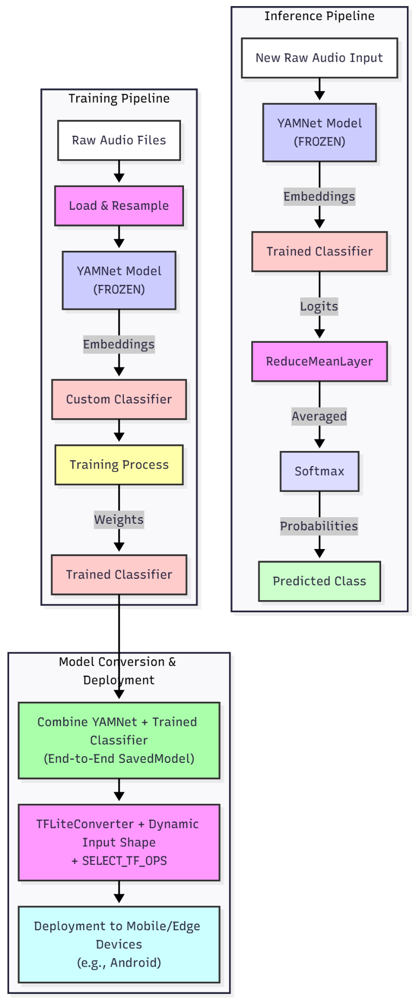 Training Pipeline
Raw Audio Files
Load & Resample
YAMNet Model
(FROZEN)
Embeddings
Custom Classifier
Training Process
Weights
Trained Classifier
Model Conversion &
Deployment
Combine YAMNet + Trained
Classifier
(End-to-End SavedModel)
TFLiteConverter + Dynamic
Input Shape
+ SELECT_TF_OPS
Deployment to Mobile/Edge
Devices
(e.g., Android)
Inference Pipeline
New Raw Audio Input
YAMNet Model
(FROZEN)
Embeddings
Trained Classifier
Logits
ReduceMeanLayer
Averaged
Softmax
Probabilities
Predicted Class